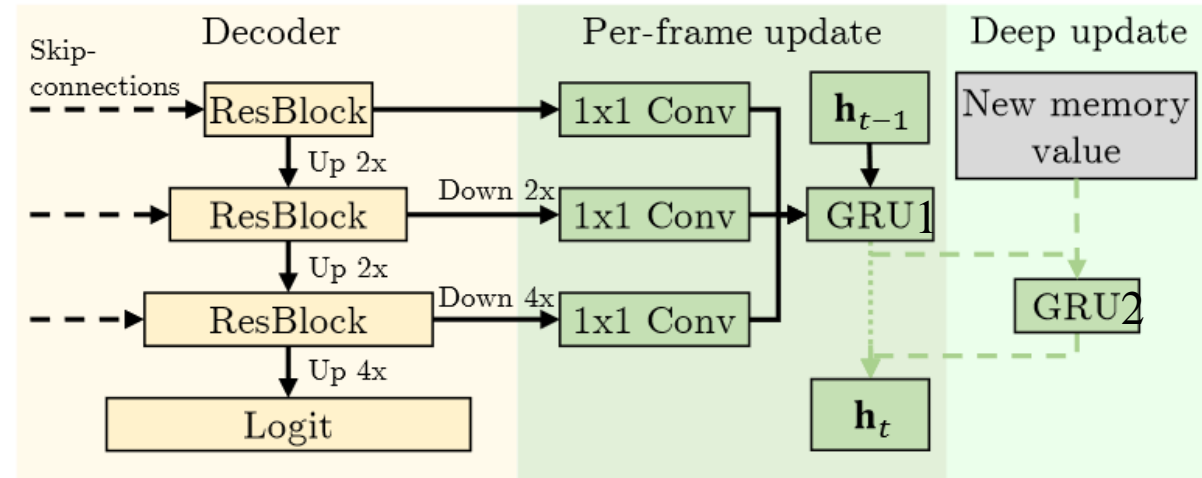 Decoder
Per-frame update
Deep update
Skip-
connections
ResBlock
1x1 Conv
h_{t−1}
New memory
value
Up 2x
Down 2x
ResBlock
1x1 Conv
GRU1
Up 2x
Down 4x
ResBlock
1x1 Conv
GRU2
Up 4x
Logit
h_t